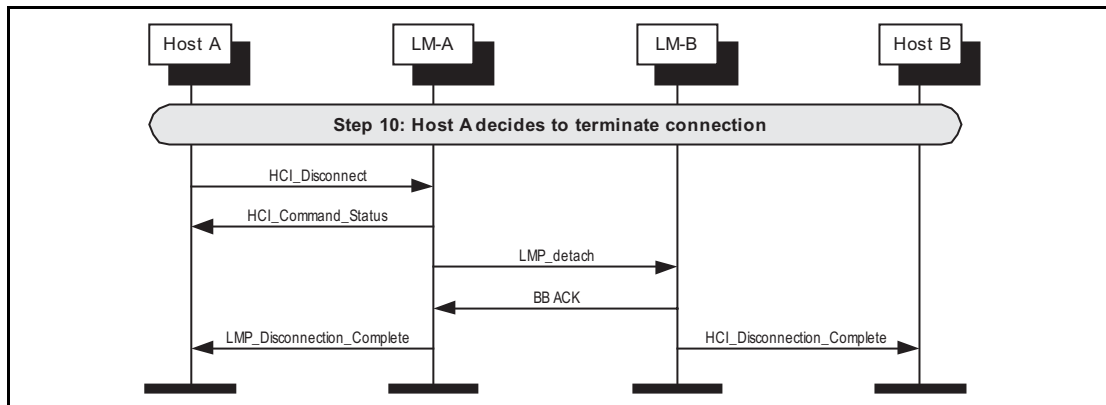 Host A
LM-A
LM-B
Host B
Step 10: Host A decides to terminate connection
HCI_Disconnect
HCI_Command_Status
LMP_detach
BB ACK
LMP_Disconnection_Complete
HCI_Disconnection_Complete